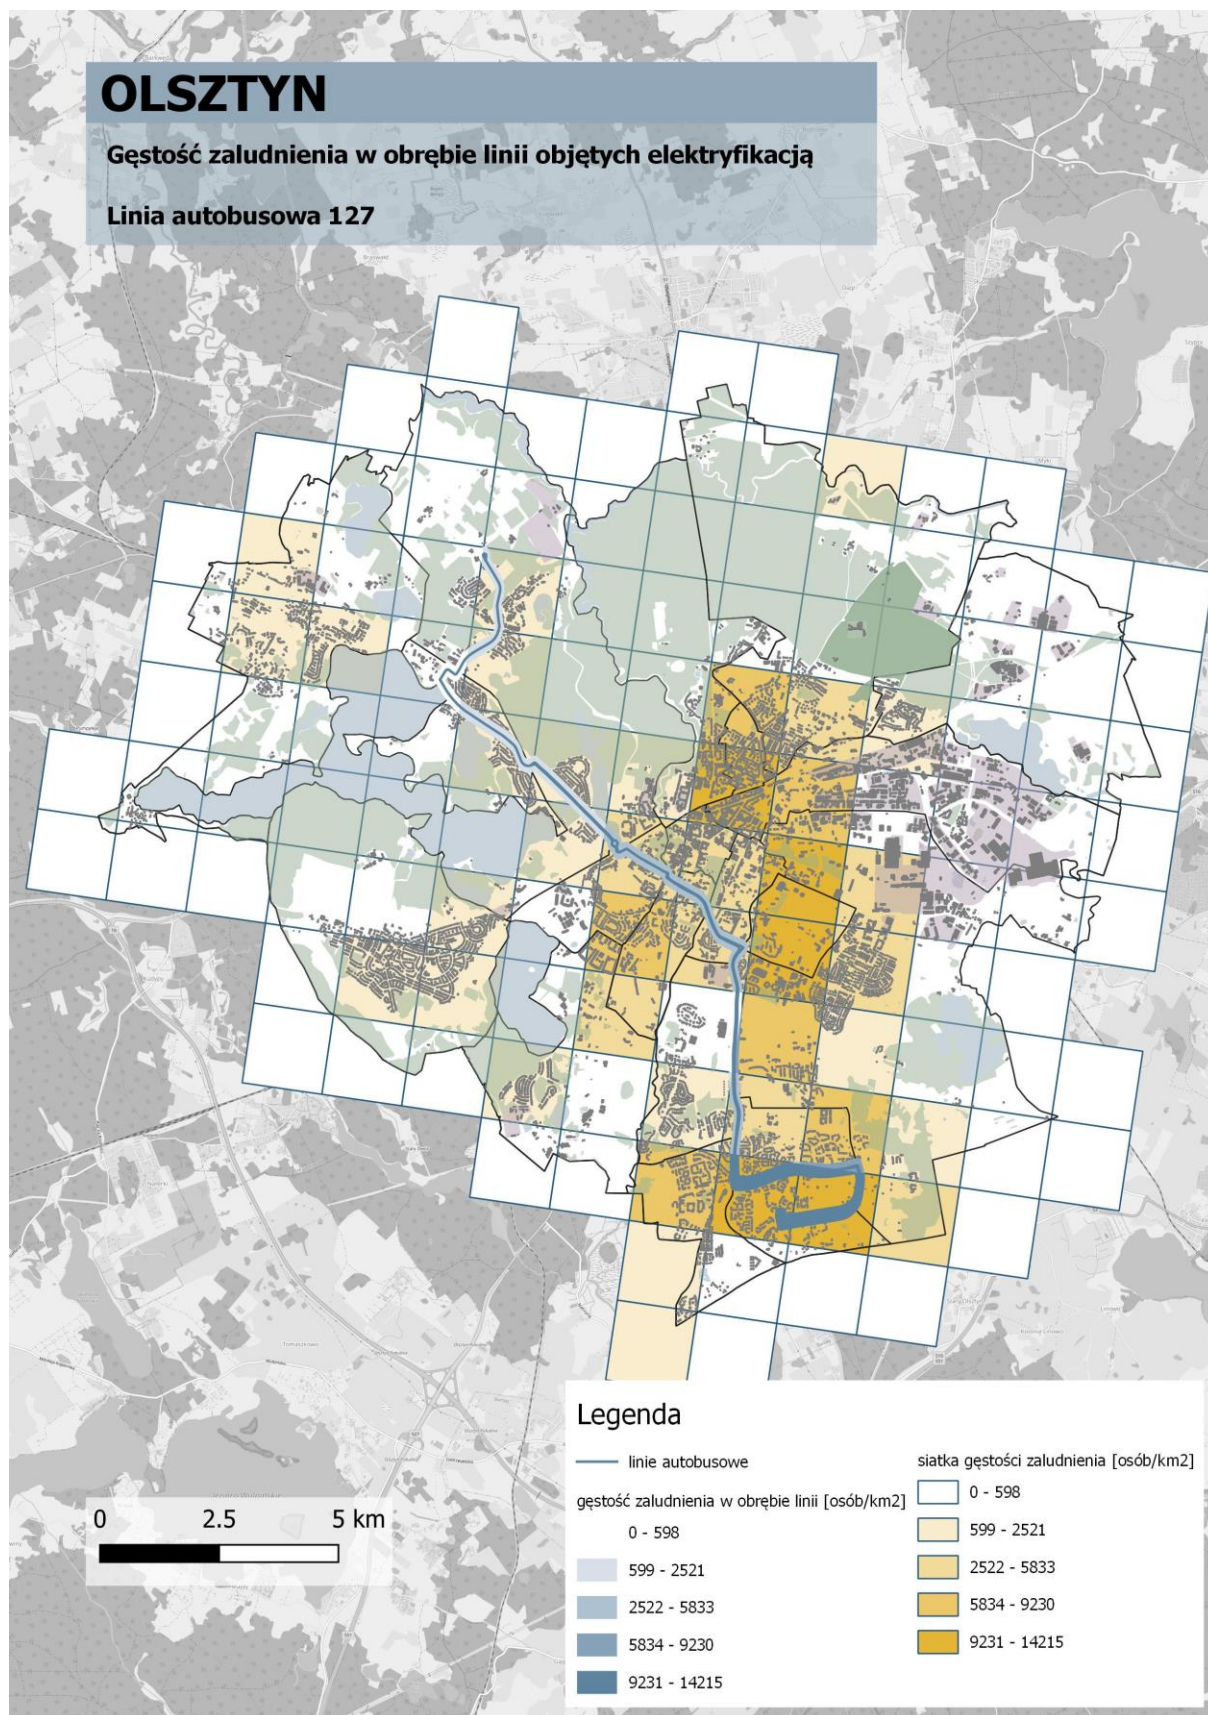 OLSZTYN
Gęstość zaludnienia w obrębie linii objętych elektryfikacją
Linia autobusowa 127
Legenda
linie autobusowe
gęstość zaludnienia w obrębie linii [osób/km2]
0 - 598
599 - 2521
2522 - 5833
5834 - 9230
9231 - 14215
siatka gęstości zaludnienia [osób/km2]
0 - 598
599 - 2521
2522 - 5833
5834 - 9230
9231 - 14215
0 2.5 5 km